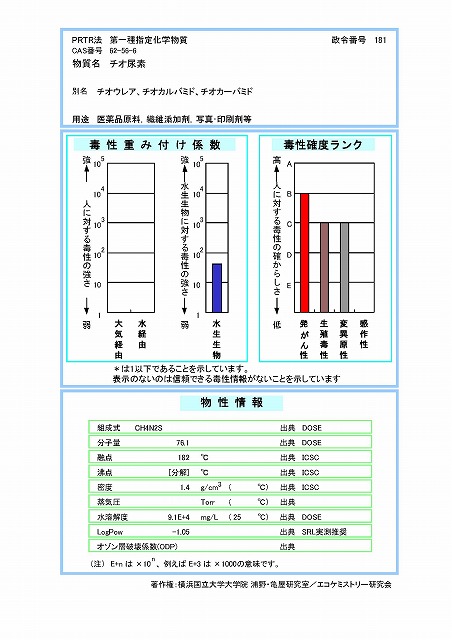 PRTR法 第一種指定化学物質 政令番号 181
CAS番号 62-56-6
物質名 チオ尿素
別名 チオウレア、チオカルバミド、チオカーバミド
用途 医薬品原料, 繊維添加剤, 写真・印刷剤等
毒性重み付け係数
強 10^5 10^4 10^3 10^2 10^1 1 弱
人に対する毒性の強さ
大気経由 水経由
強 10^5 10^4 10^3 10^2 10^1 1 弱
水生生物に対する毒性の強さ
水生生物
毒性確度ランク
高 A B C D E 低
人に対する毒性の確からしさ
発がん性 生殖毒性 変異原性 感作性
*は1以下であることを示しています。
表示のないのは信頼できる毒性情報がないことを示しています
物性情報
組成式 CH4N2S 出典 DOSE
分子量 76.1 出典 DOSE
融点 182 ℃ 出典 ICSC
沸点 [分解] ℃ 出典 ICSC
密度 1.4 g/cm3 ( ℃) 出典 ICSC
蒸気圧 Torr ( ℃) 出典
水溶解度 9.1E+4 mg/L (25 ℃) 出典 DOSE
LogPow -1.05 出典 SRL実測推奨
オゾン層破壊係数(ODP) 出典
(注) E+n は ×10^n、例えば E+3 は ×1000の意味です。
著作権:横浜国立大学大学院 浦野・亀屋研究室/エコケミストリー研究会